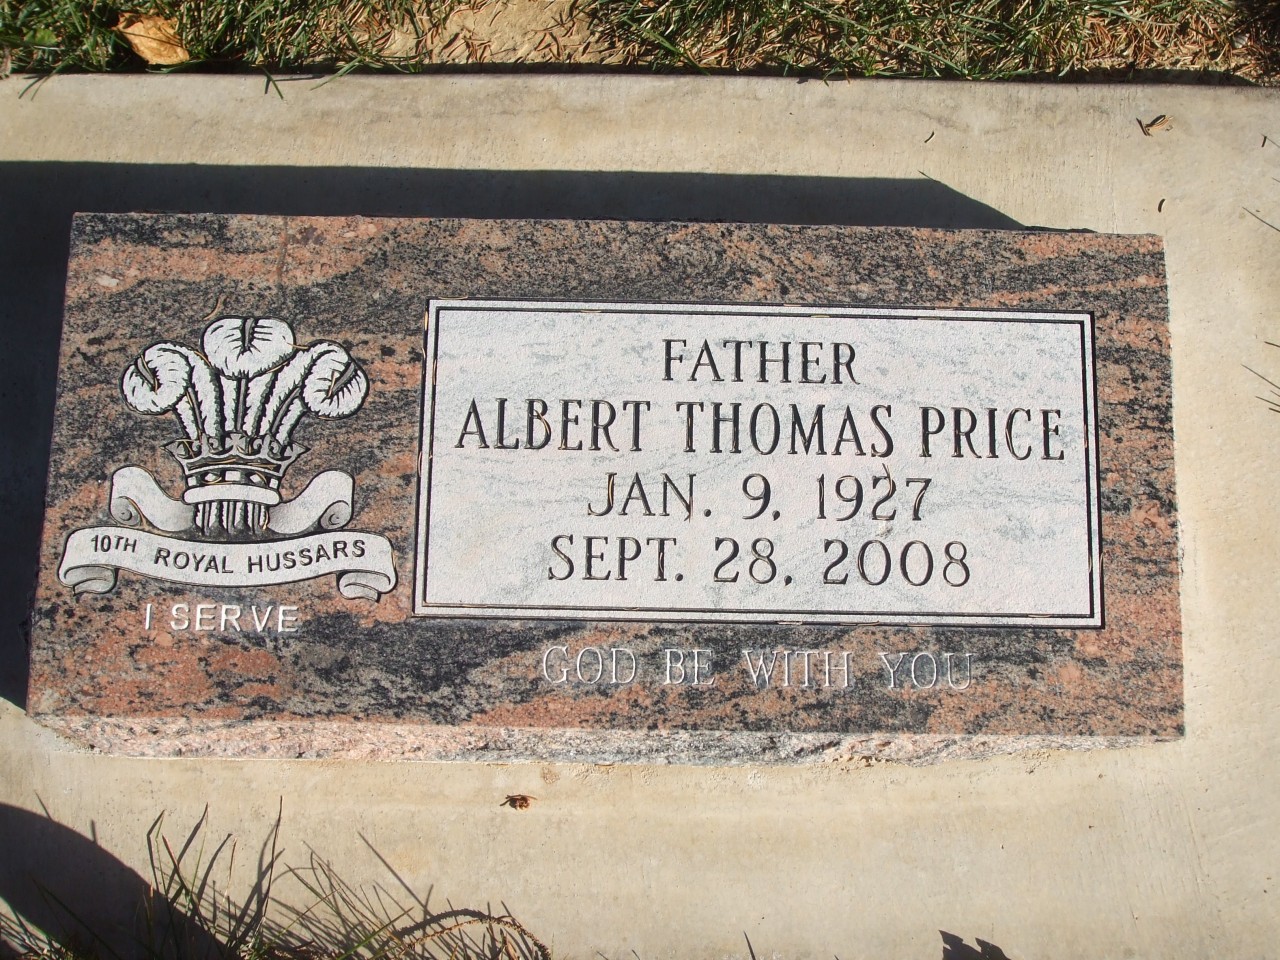 FATHER
ALBERT THOMAS PRICE
JAN. 9, 1927
SEPT. 28, 2008
10TH ROYAL HUSSARS
I SERVE
GOD BE WITH YOU